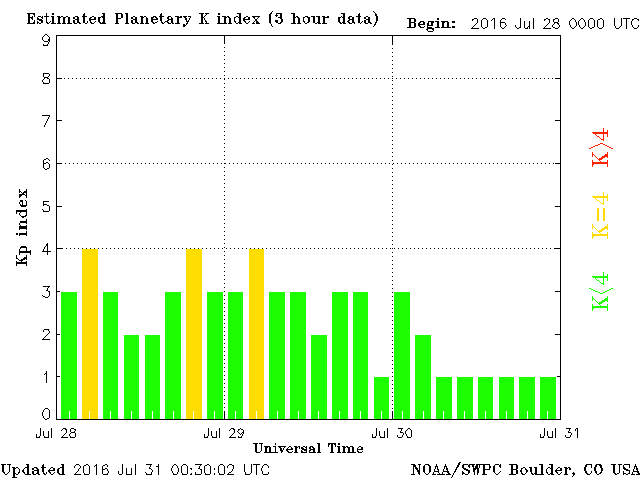 Estimated Planetary K index (3 hour data) Begin: 2016 Jul 28 0000 UTC
9
8
7
6
5
4
3
2
1
0
Kp index
K>4
K=4
K<4
Jul 28 Jul 29 Jul 30 Jul 31
Universal Time
Updated 2016 Jul 31 00:30:02 UTC NOAA/SWPC Boulder, CO USA